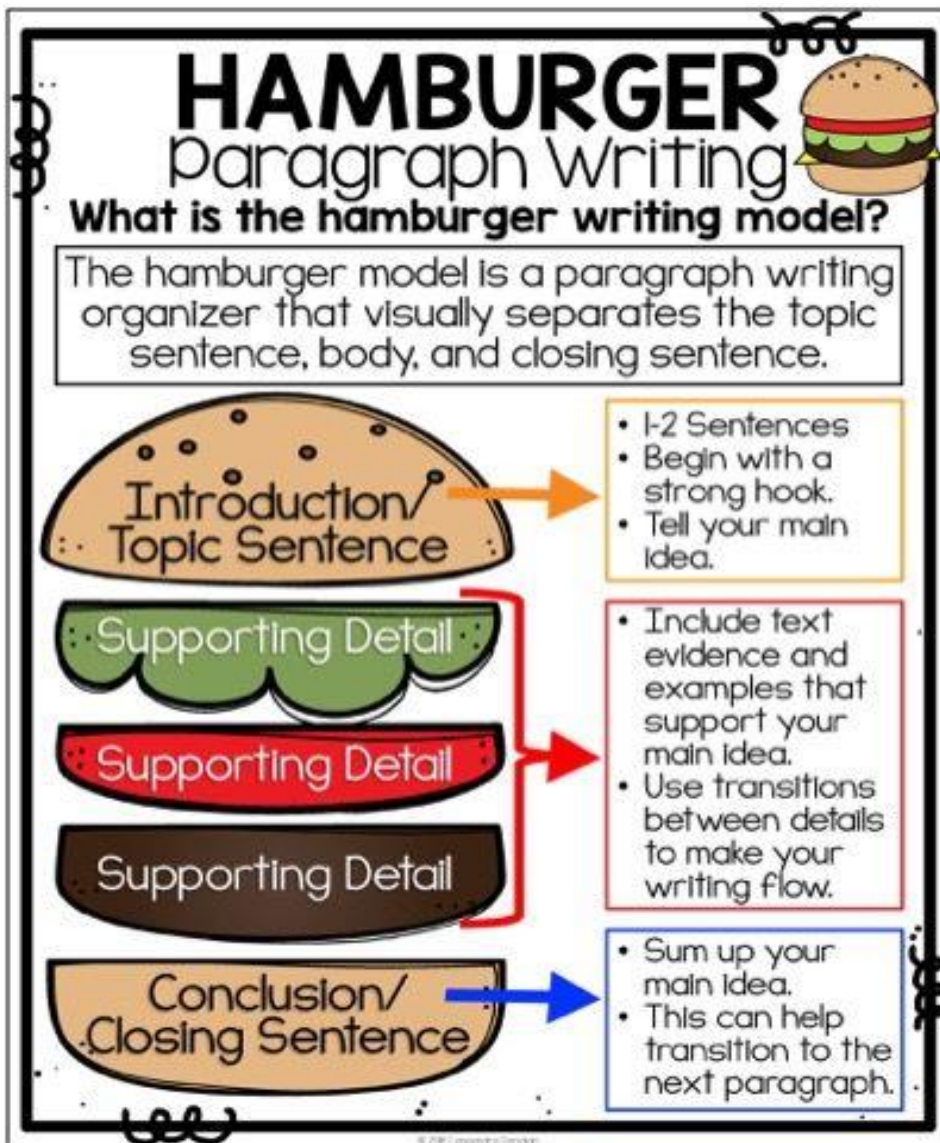 HAMBURGER
Paragraph Writing
What is the hamburger writing model?
The hamburger model is a paragraph writing
organizer that visually separates the topic
sentence, body, and closing sentence.
Introduction/
Topic Sentence
• 1-2 Sentences
• Begin with a
strong hook.
• Tell your main
idea.
Supporting Detail
Supporting Detail
Supporting Detail
• Include text
evidence and
examples that
support your
main idea.
• Use transitions
between details
to make your
writing flow.
Conclusion/
Closing Sentence
• Sum up your
main idea.
• This can help
transition to the
next paragraph.